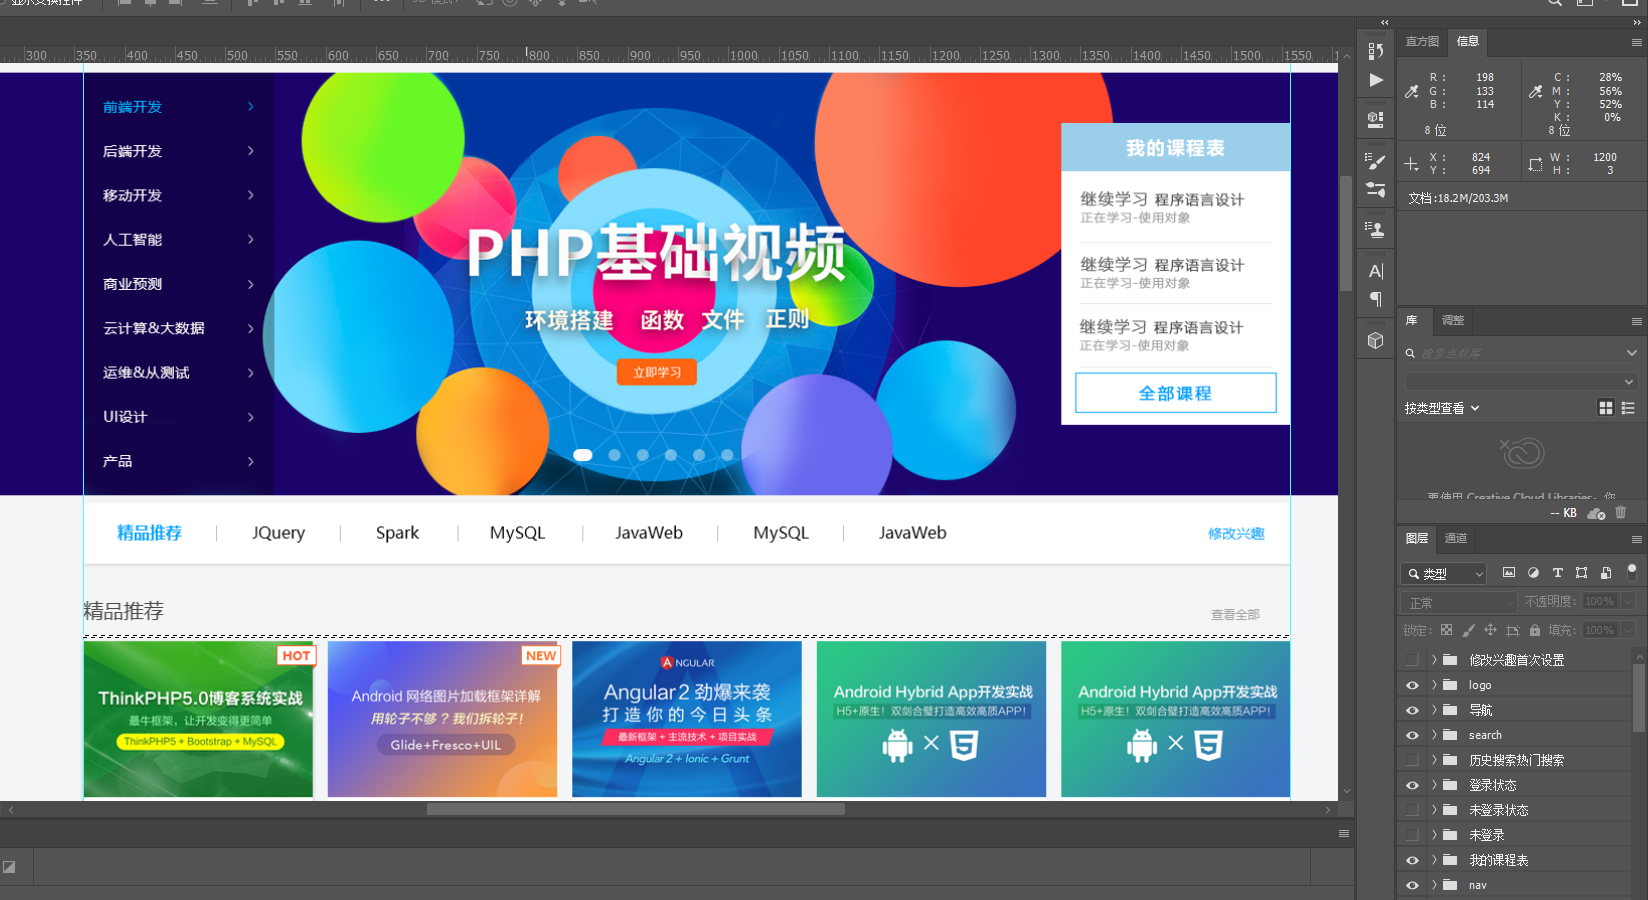 显示变换控件
300 350 400 450 500 550 600 650 700 750 800 850 900 950 1000 1050 1100 1150 1200 1250 1300 1350 1400 1450 1500 1550
前端开发
后端开发
移动开发
人工智能
商业预测
云计算&大数据
运维&从测试
UI设计
产品
PHP基础视频
环境搭建 函数 文件 正则
立即学习
我的课程表
继续学习 程序语言设计
正在学习-使用对象
继续学习 程序语言设计
正在学习-使用对象
继续学习 程序语言设计
正在学习-使用对象
全部课程
精品推荐 JQuery Spark MySQL JavaWeb MySQL JavaWeb 修改兴趣
精品推荐 查看全部
HOT
ThinkPHP5.0博客系统实战
最牛框架，让开发变得更简单
ThinkPHP5 + Bootstrap + MySQL
NEW
Android 网络图片加载框架详解
用轮子不够？我们拆轮子！
Glide+Fresco+UIL
ANGULAR
Angular2 劲爆来袭
打造你的今日头条
最新框架 + 主流技术 + 项目实战
Angular 2 + Ionic + Grunt
Android Hybrid App开发实战
H5+原生！双剑合璧打造高效高质APP！
Android Hybrid App开发实战
H5+原生！双剑合璧打造高效高质APP！
直方图 信息
R: 198 C: 28%
G: 133 M: 56%
B: 114 Y: 52%
K: 0%
8 位 8 位
X: 824 W: 1200
Y: 694 H: 3
文档:18.2M/203.3M
库 调整
搜索当前库
按类型查看
要使用 Creative Cloud Libraries，你
-- KB
图层 通道
类型
正常 不透明度: 100%
锁定: 填充: 100%
修改兴趣首次设置
logo
导航
search
历史搜索热门搜索
登录状态
未登录状态
未登录
我的课程表
nav